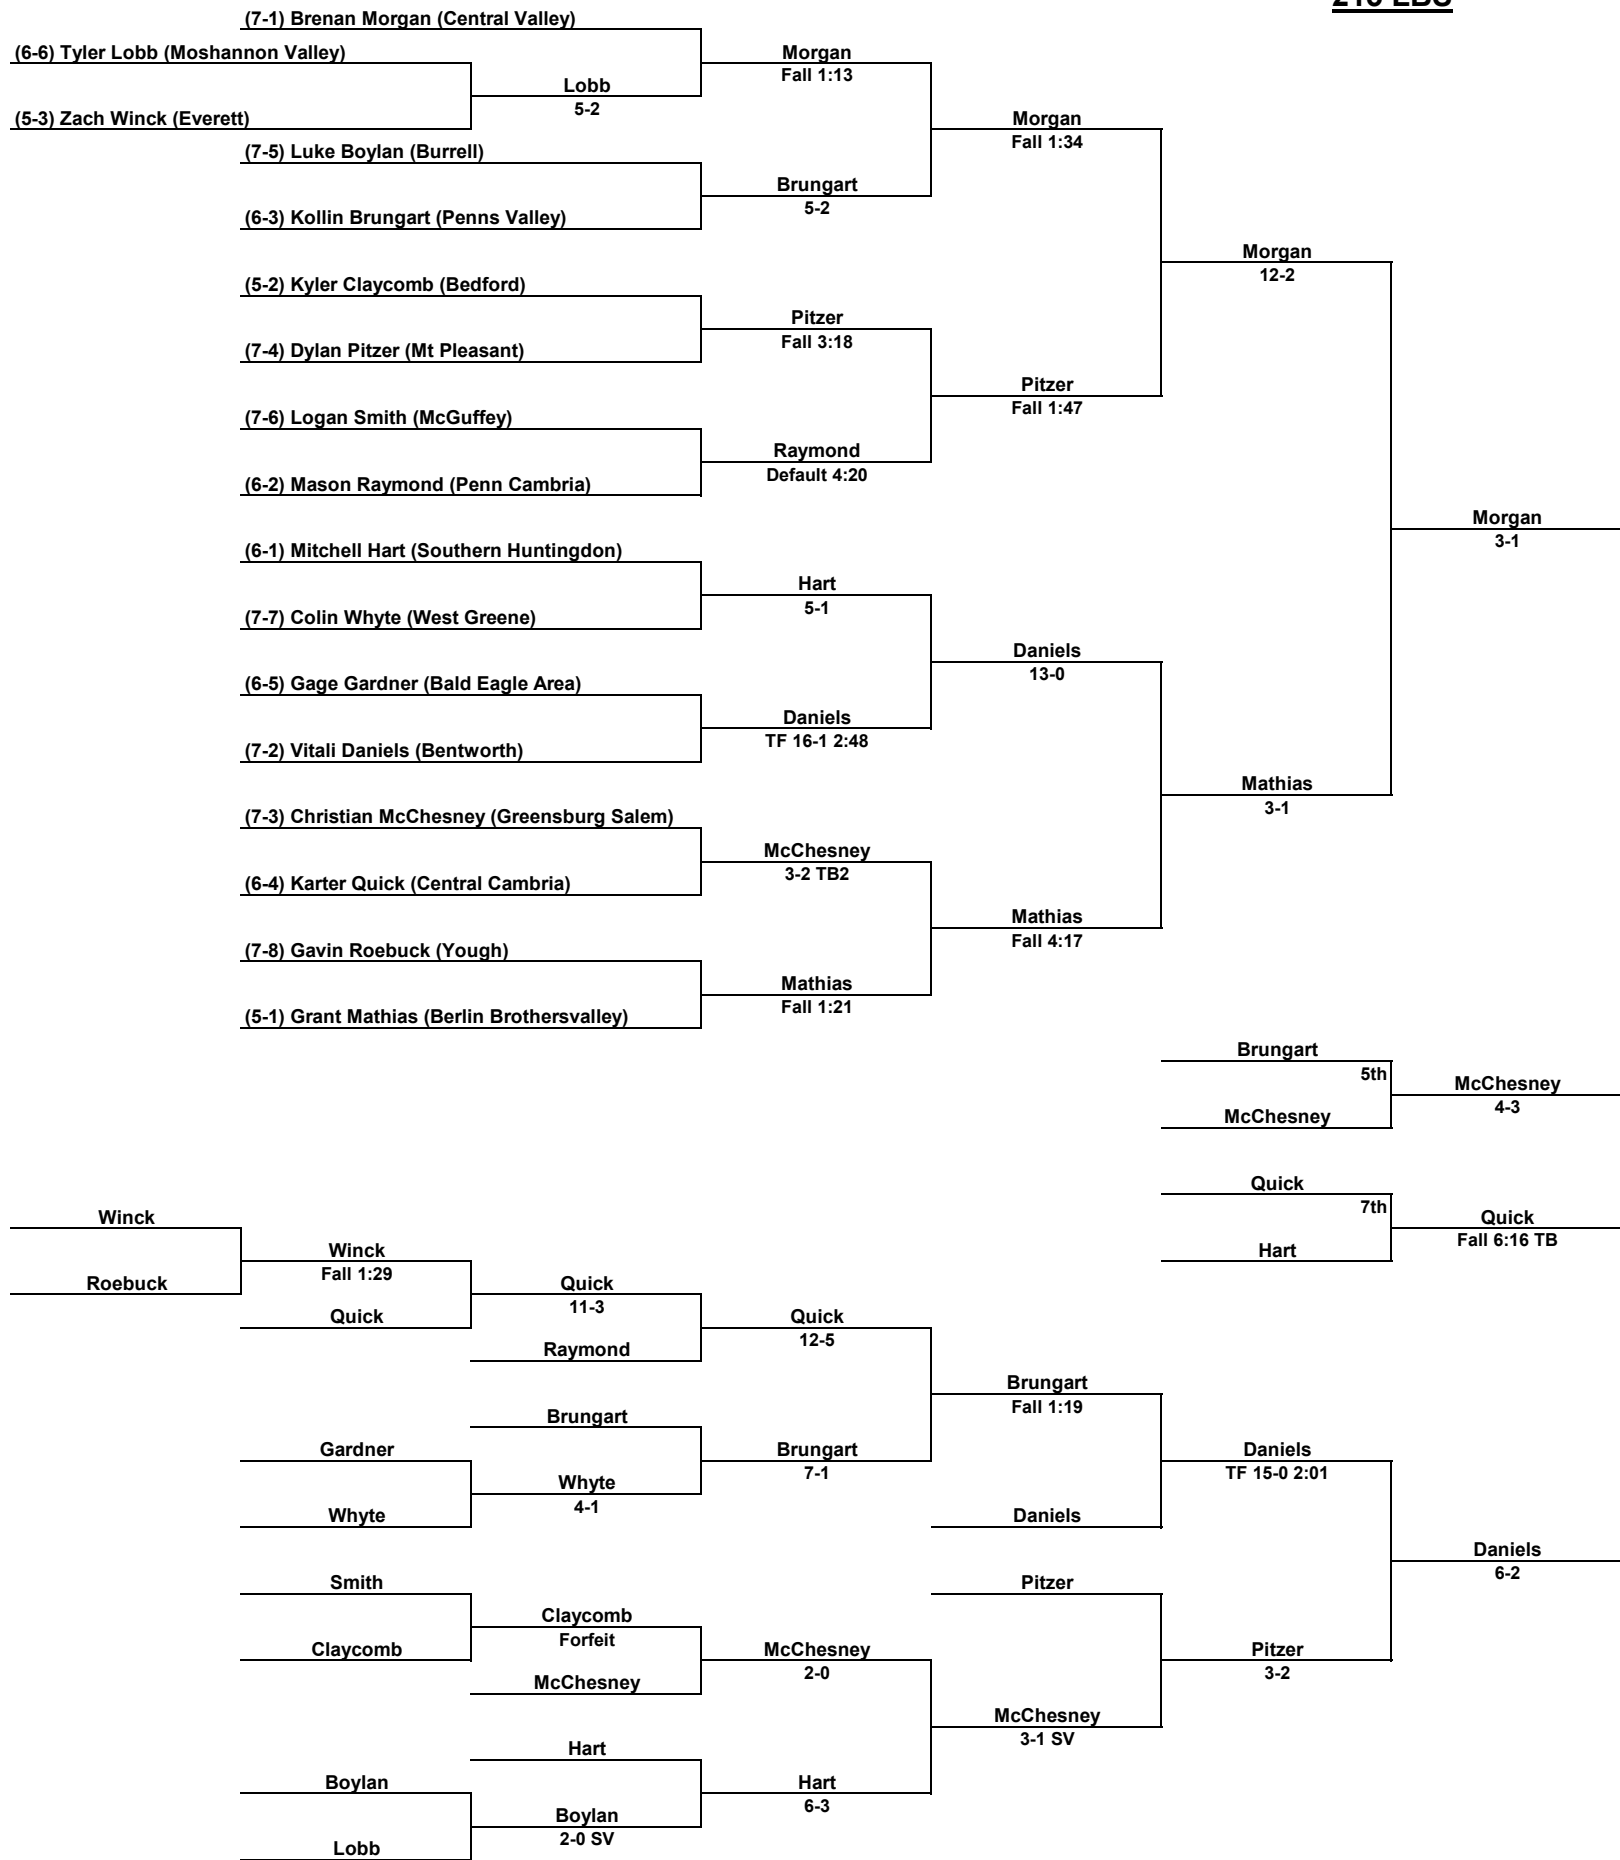 215 LBS
(7-1) Brenan Morgan (Central Valley)
(6-6) Tyler Lobb (Moshannon Valley)
Morgan
Fall 1:13
Lobb
5-2
(5-3) Zach Winck (Everett)
Morgan
Fall 1:34
(7-5) Luke Boylan (Burrell)
Brungart
5-2
(6-3) Kollin Brungart (Penns Valley)
Morgan
12-2
(5-2) Kyler Claycomb (Bedford)
Pitzer
Fall 3:18
(7-4) Dylan Pitzer (Mt Pleasant)
Pitzer
Fall 1:47
(7-6) Logan Smith (McGuffey)
Raymond
Default 4:20
(6-2) Mason Raymond (Penn Cambria)
Morgan
3-1
(6-1) Mitchell Hart (Southern Huntingdon)
Hart
5-1
(7-7) Colin Whyte (West Greene)
Daniels
13-0
(6-5) Gage Gardner (Bald Eagle Area)
Daniels
TF 16-1 2:48
(7-2) Vitali Daniels (Bentworth)
Mathias
3-1
(7-3) Christian McChesney (Greensburg Salem)
McChesney
3-2 TB2
(6-4) Karter Quick (Central Cambria)
Mathias
Fall 4:17
(7-8) Gavin Roebuck (Yough)
Mathias
Fall 1:21
(5-1) Grant Mathias (Berlin Brothersvalley)
Brungart
5th
McChesney
4-3
McChesney
Quick
7th
Quick
Fall 6:16 TB
Hart
Winck
Winck
Fall 1:29
Roebuck
Quick
11-3
Quick
Quick
12-5
Raymond
Brungart
Fall 1:19
Brungart
Gardner
Brungart
7-1
Daniels
TF 15-0 2:01
Whyte
4-1
Whyte
Daniels
Daniels
6-2
Smith
Pitzer
Claycomb
Forfeit
Claycomb
McChesney
2-0
Pitzer
3-2
McChesney
McChesney
3-1 SV
Hart
Boylan
Hart
6-3
Boylan
2-0 SV
Lobb